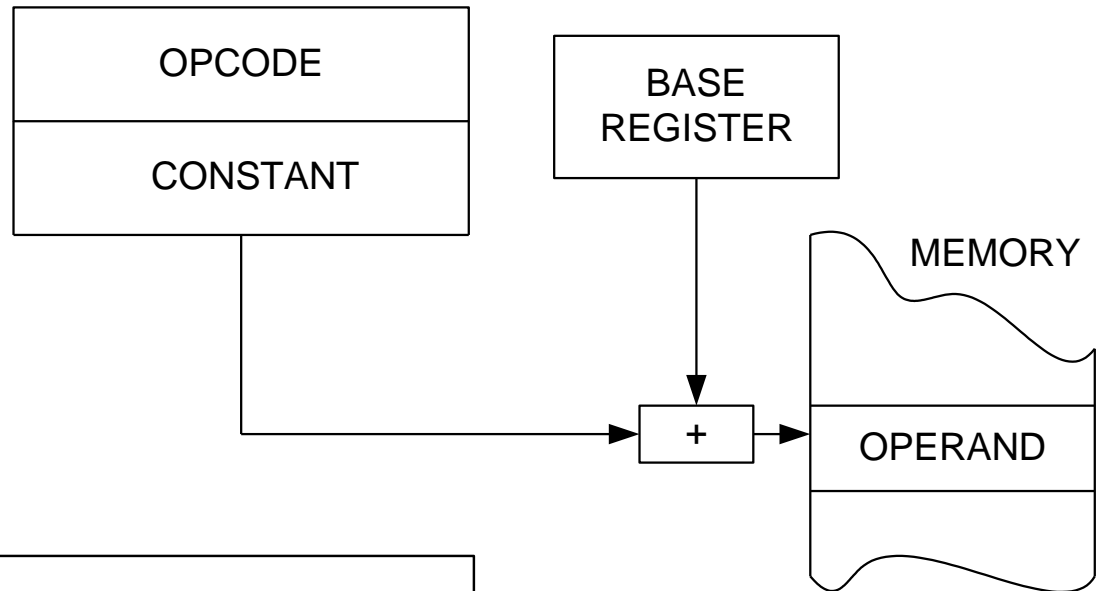 OPCODE
CONSTANT
BASE
REGISTER
MEMORY
+
OPERAND